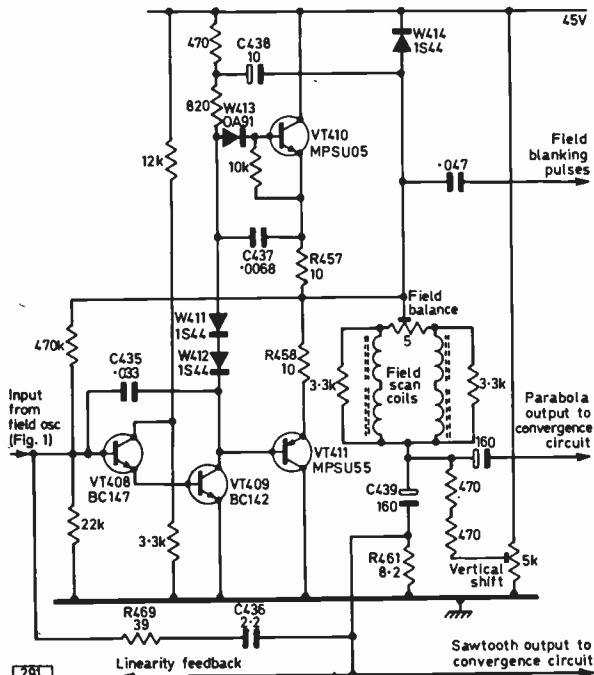 45V
470
C438
10
W414
1S44
820
W413
OA91
VT410
MPSU05
12k
10k
.047
Field
blanking
pulses
C437
.0068
R457
10
W411
1S44
W412
1S44
Field
balance
5
470k
C435
.033
R458
10
3.3k
Field
scan
coils
3.3k
Input
from
field osc
(Fig. 1)
Parabola
output to
convergence
circuit
160
VT408
BC147
VT409
BC142
VT411
MPSU55
C439
160
470
22k
3.3k
470
R461
8.2
Vertical
shift
5k
R469
39
C436
2.2
291
Linearity feedback
Sawtooth output to
convergence circuit